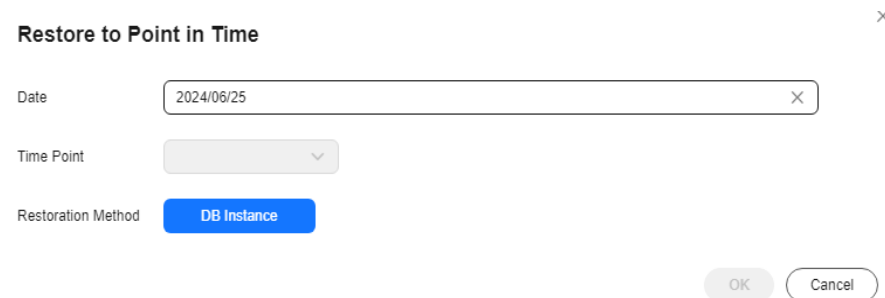 Restore to Point in Time
Date
2024/06/25
Time Point
Restoration Method
DB Instance
OK
Cancel